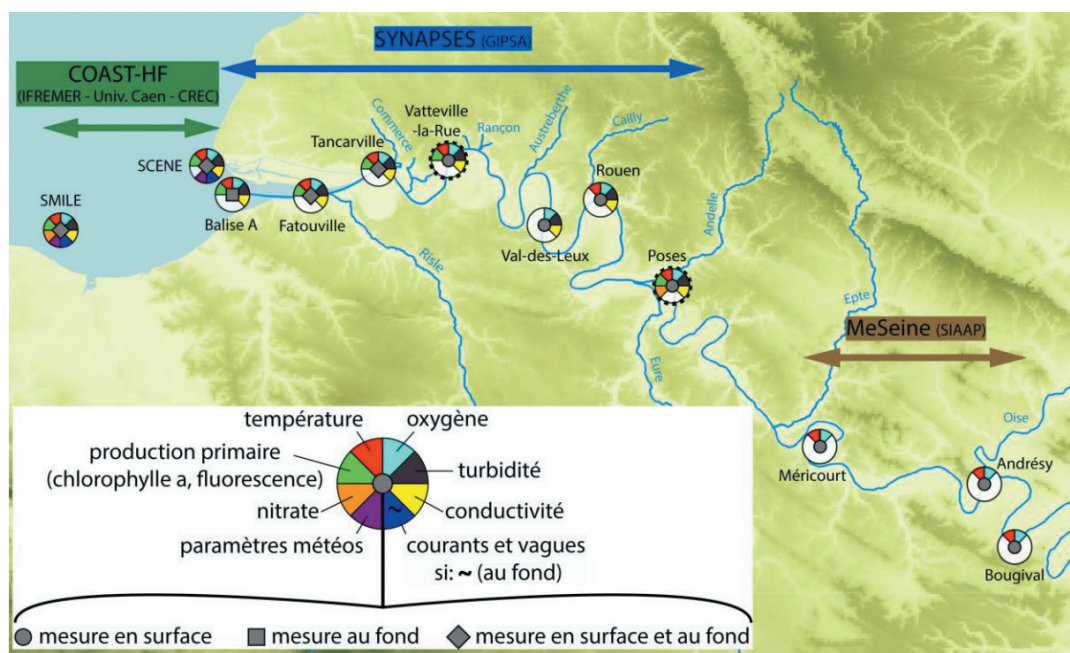 SYNAPSES (GIPSA)
COAST-HF
(IFREMER - Univ. Caen - CREC)
Commerce
Vatteville
-la-Rue
Rançon
Austreberthe
Cailly
Tancarville
SCENE
Rouen
SMILE
Balise A
Fatouville
Val-des-Leux
Poses
Andelle
Risle
Epte
Eure
MeSeine (SIAAP)
Oise
Méricourt
Andrésy
Bougival
température
oxygène
production primaire
(chlorophylle a, fluorescence)
turbidité
nitrate
conductivité
paramètres météos
courants et vagues
~
si: ~ (au fond)
mesure en surface
mesure au fond
mesure en surface et au fond